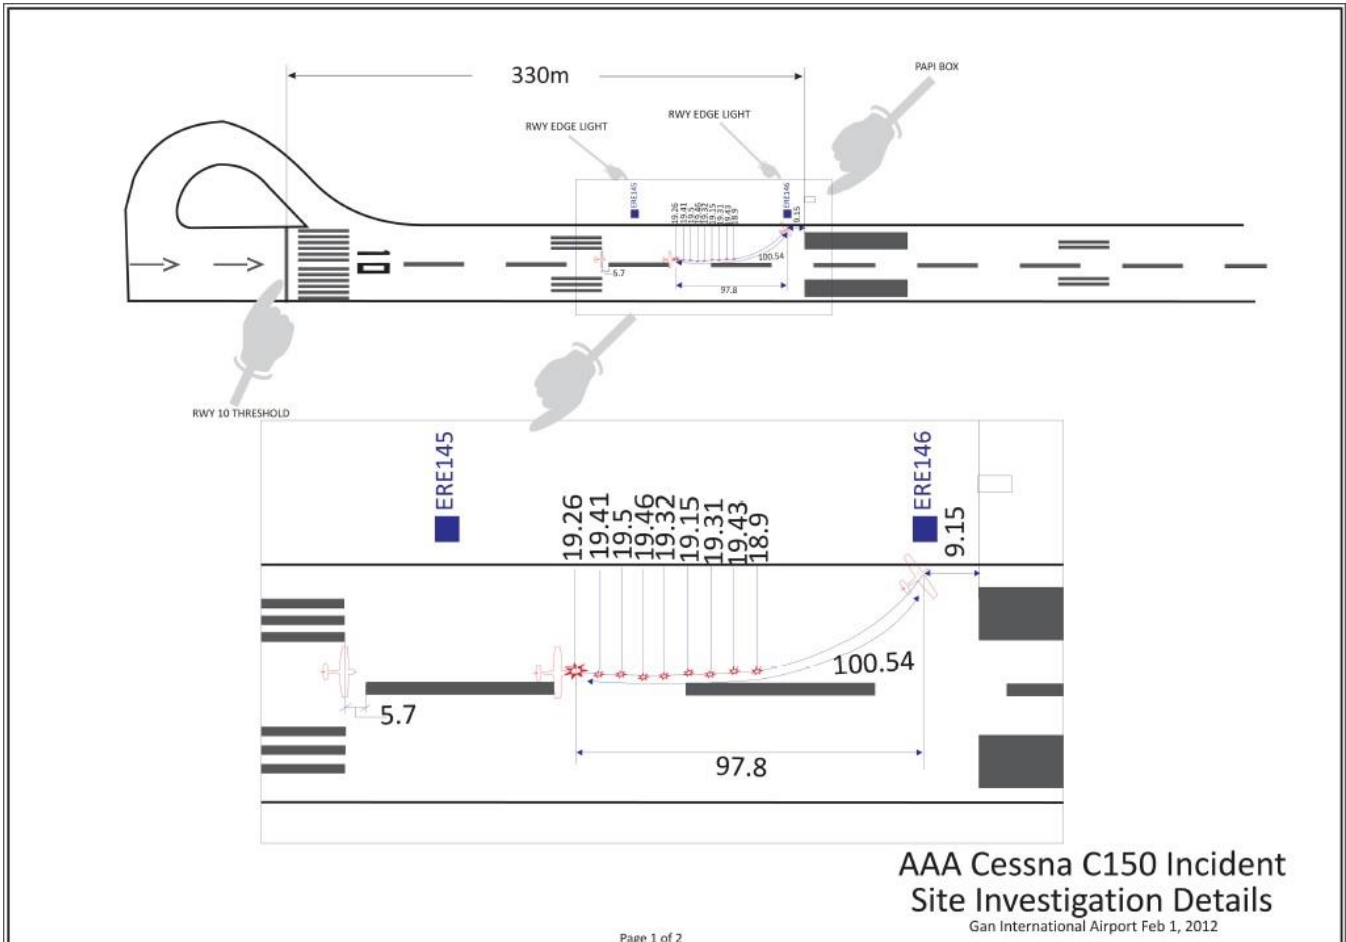 330m
PAPI BOX
RWY EDGE LIGHT
RWY EDGE LIGHT
ERE145
19.26
19.41
19.5
19.46
19.32
19.15
19.31
19.43
18.9
ERE146
9.15
10
5.7
100.54
97.8
RWY 10 THRESHOLD
ERE145
19.26
19.41
19.5
19.46
19.32
19.15
19.31
19.43
18.9
ERE146
9.15
5.7
100.54
97.8
AAA Cessna C150 Incident
Site Investigation Details
Gan International Airport Feb 1, 2012
Page 1 of 2